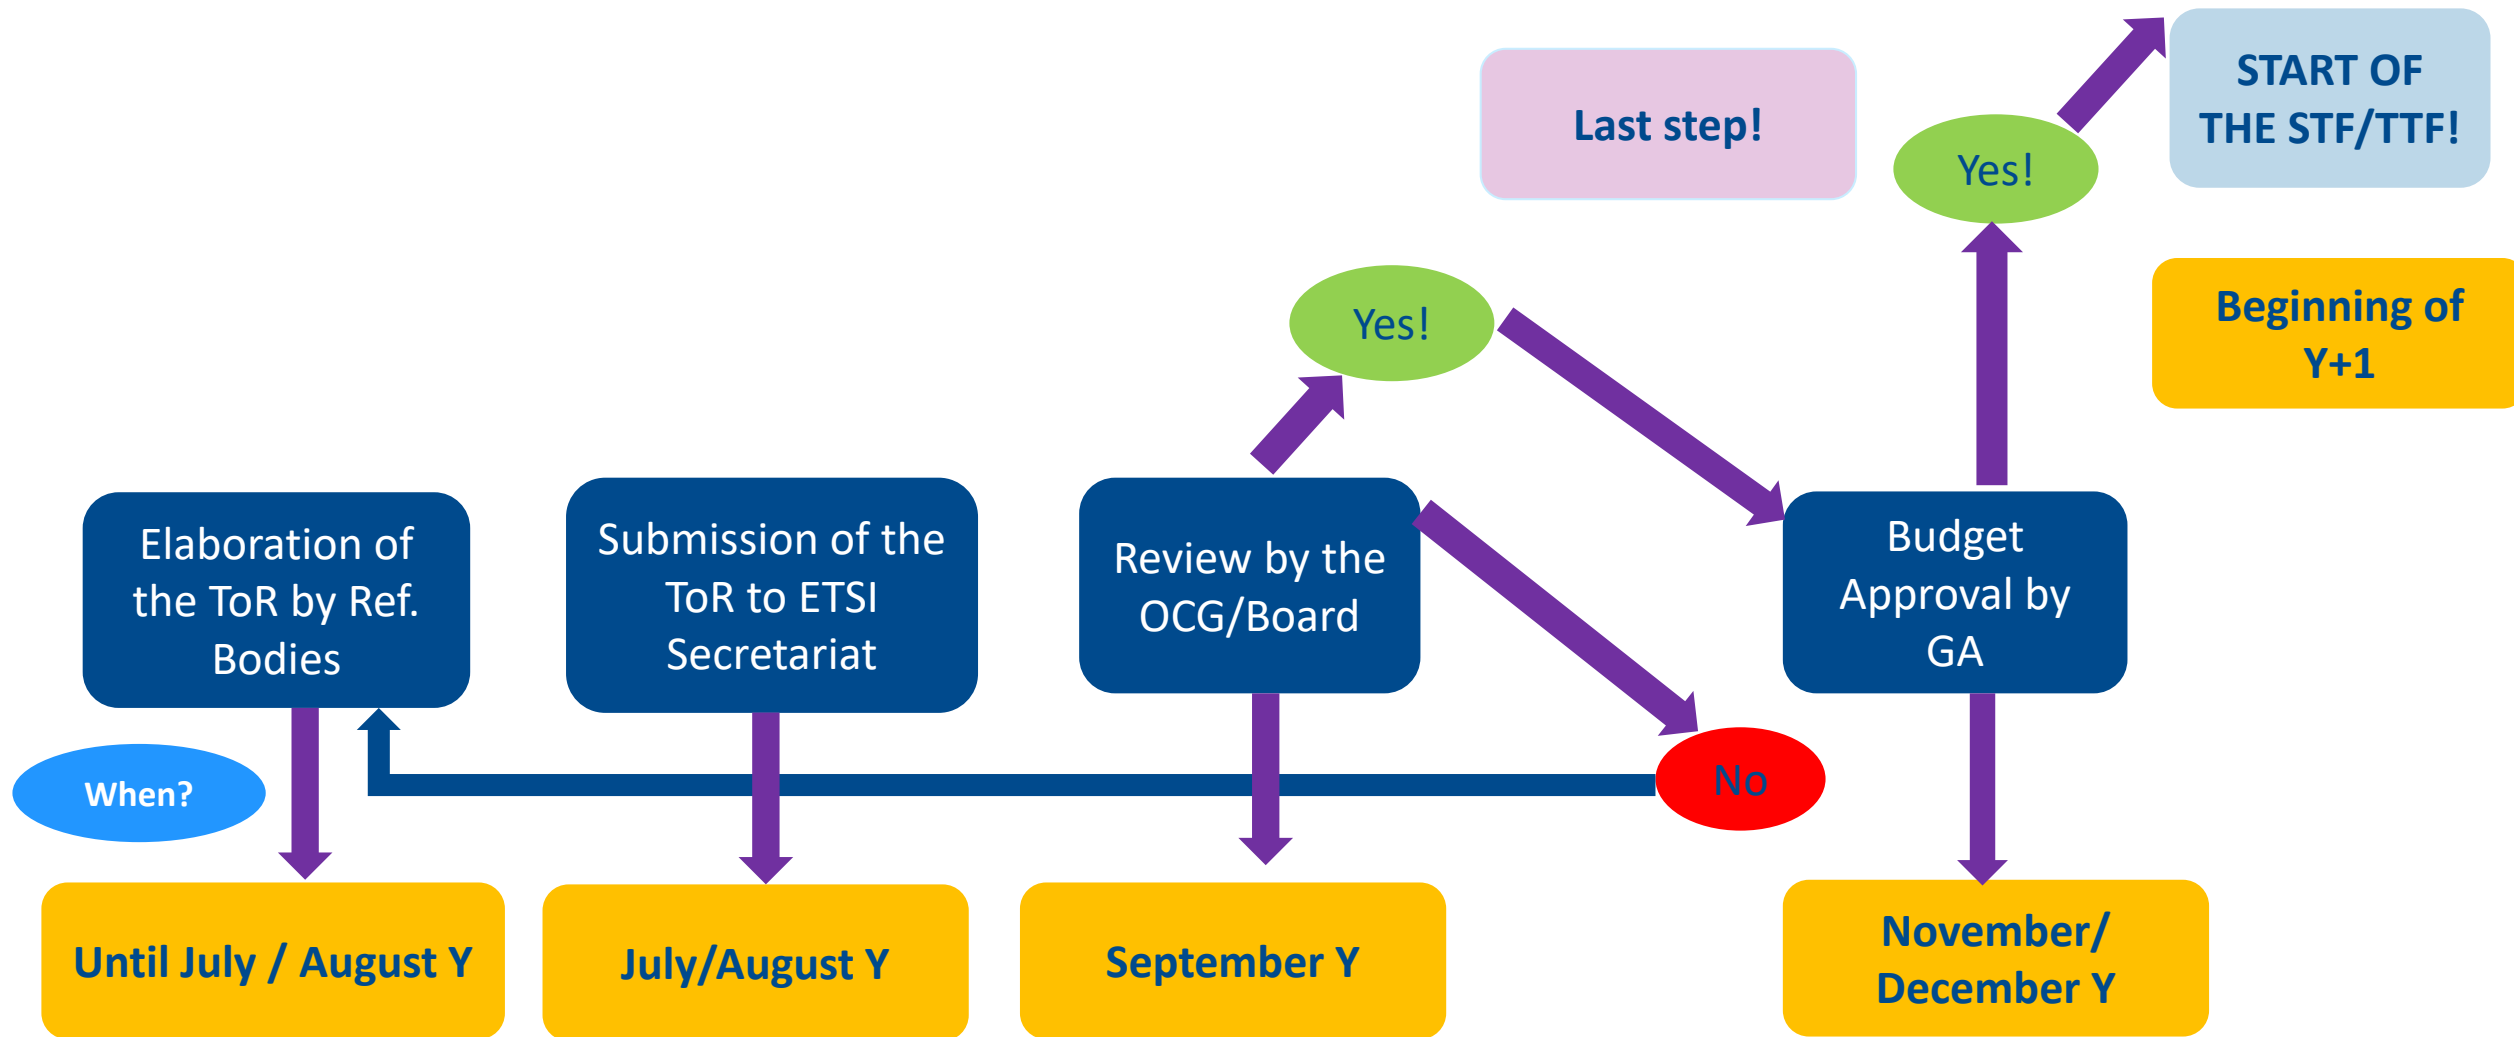 START OF
THE STF/TTF!
Last step!
Yes!
Beginning of
Y+1
Yes!
Elaboration of
the ToR by Ref.
Bodies
Submission of the
ToR to ETSI
Secretariat
Review by the
OCG/Board
Budget
Approval by
GA
When?
No
Until July / August Y
July/August Y
September Y
November/
December Y